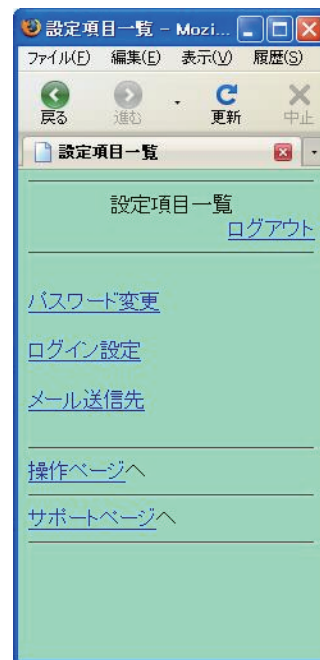 設定項目一覧 - Mozi...
ファイル(F) 編集(E) 表示(V) 履歴(S)
戻る 進む 更新 中止
設定項目一覧
設定項目一覧
ログアウト
パスワード変更
ログイン設定
メール送信先
操作ページへ
サポートページへ